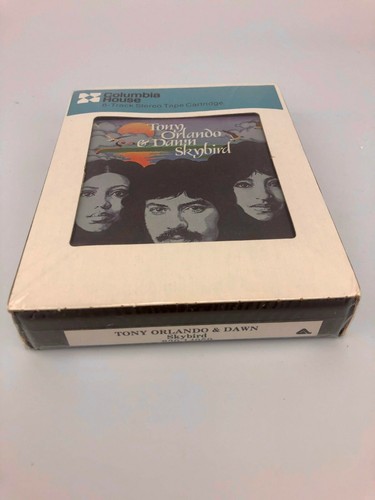 Columbia
House
8-Track Stereo Tape Cartridge
Tony
Orlando
& Dawn
Skybird
TONY ORLANDO & DAWN
Skybird